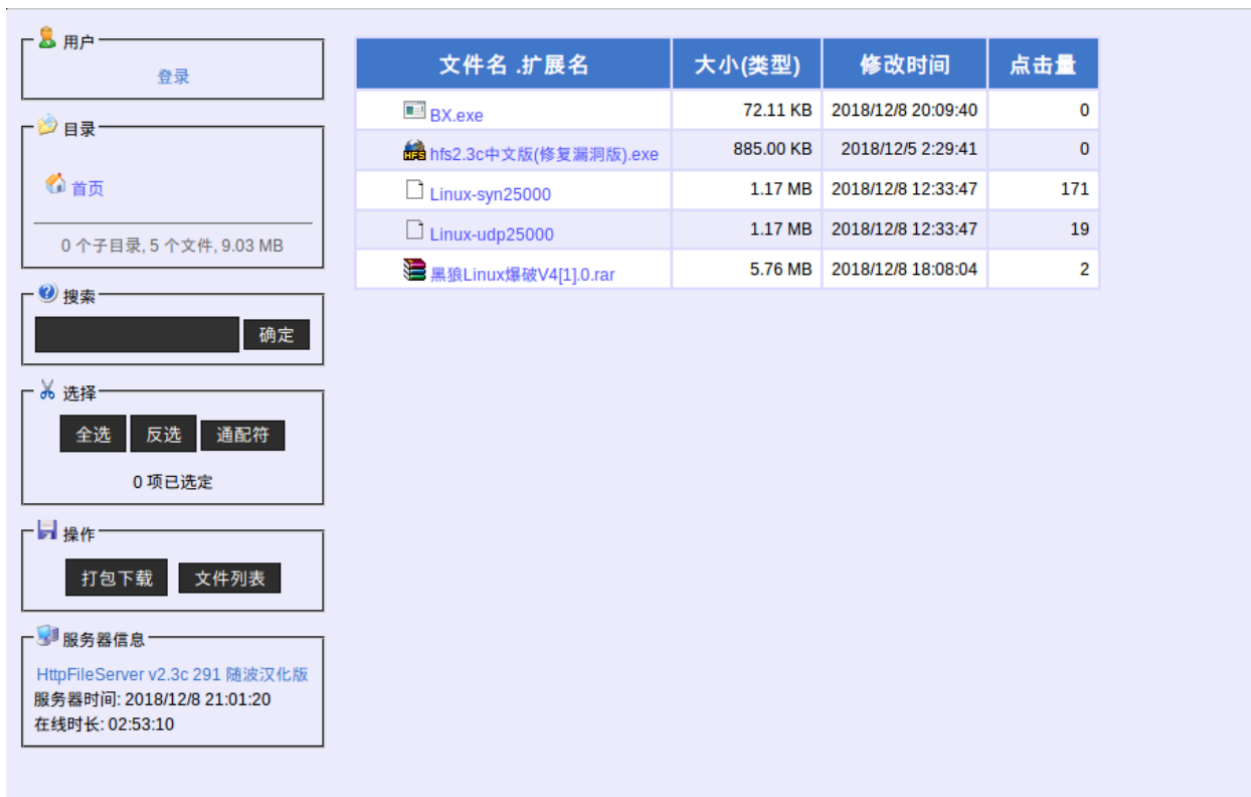 用户
登录
目录
首页
0 个子目录, 5 个文件, 9.03 MB
搜索
确定
选择
全选 反选 通配符
0 项已选定
操作
打包下载 文件列表
服务器信息
HttpFileServer v2.3c 291 随波汉化版
服务器时间: 2018/12/8 21:01:20
在线时长: 02:53:10
文件名 .扩展名 大小(类型) 修改时间 点击量
BX.exe 72.11 KB 2018/12/8 20:09:40 0
hfs2.3c中文版(修复漏洞版).exe 885.00 KB 2018/12/5 2:29:41 0
Linux-syn25000 1.17 MB 2018/12/8 12:33:47 171
Linux-udp25000 1.17 MB 2018/12/8 12:33:47 19
黑狼Linux爆破V4[1].0.rar 5.76 MB 2018/12/8 18:08:04 2